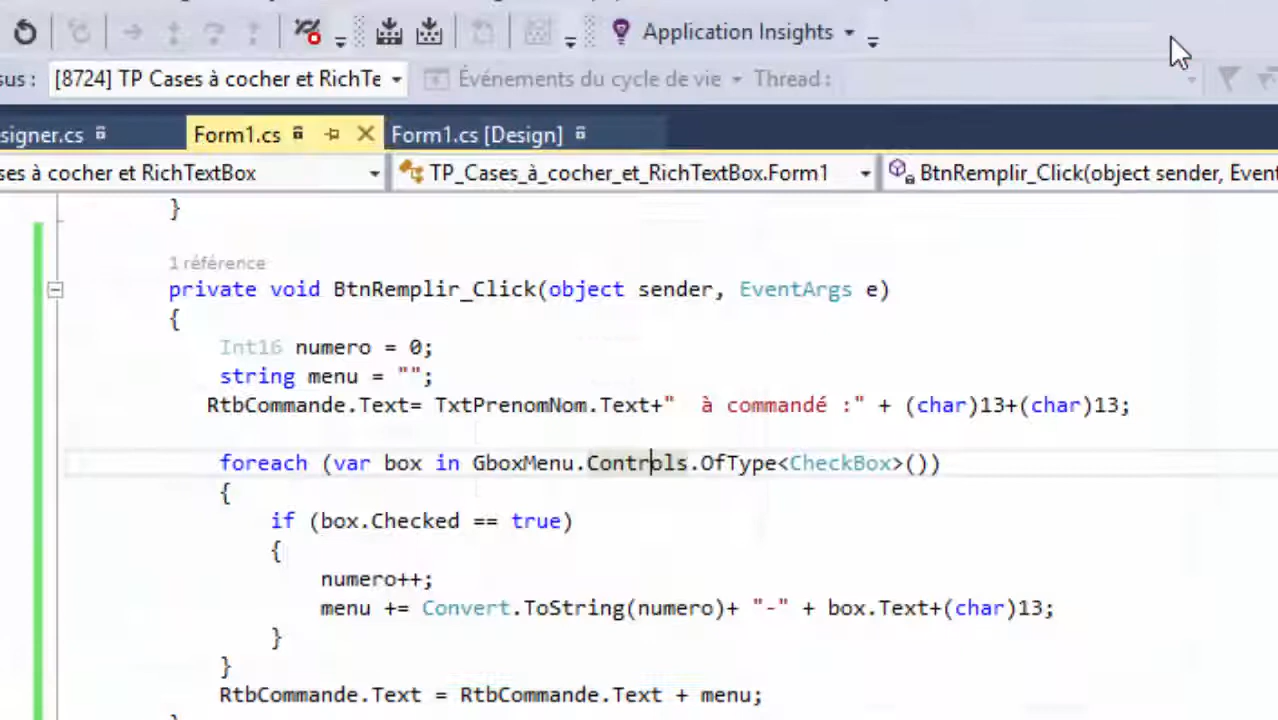 Application Insights
sus : [8724] TP Cases à cocher et RichTe Événements du cycle de vie Thread :
signer.cs Form1.cs Form1.cs [Design]
ses à cocher et RichTextBox TP_Cases_à_cocher_et_RichTextBox.Form1 BtnRemplir_Click(object sender, Event
}
1 référence
private void BtnRemplir_Click(object sender, EventArgs e)
{
Int16 numero = 0;
string menu = "";
RtbCommande.Text= TxtPrenomNom.Text+"  à commandé :" + (char)13+(char)13;
foreach (var box in GboxMenu.Controls.OfType<CheckBox>())
{
if (box.Checked == true)
{
numero++;
menu += Convert.ToString(numero)+ "-" + box.Text+(char)13;
}
}
RtbCommande.Text = RtbCommande.Text + menu;